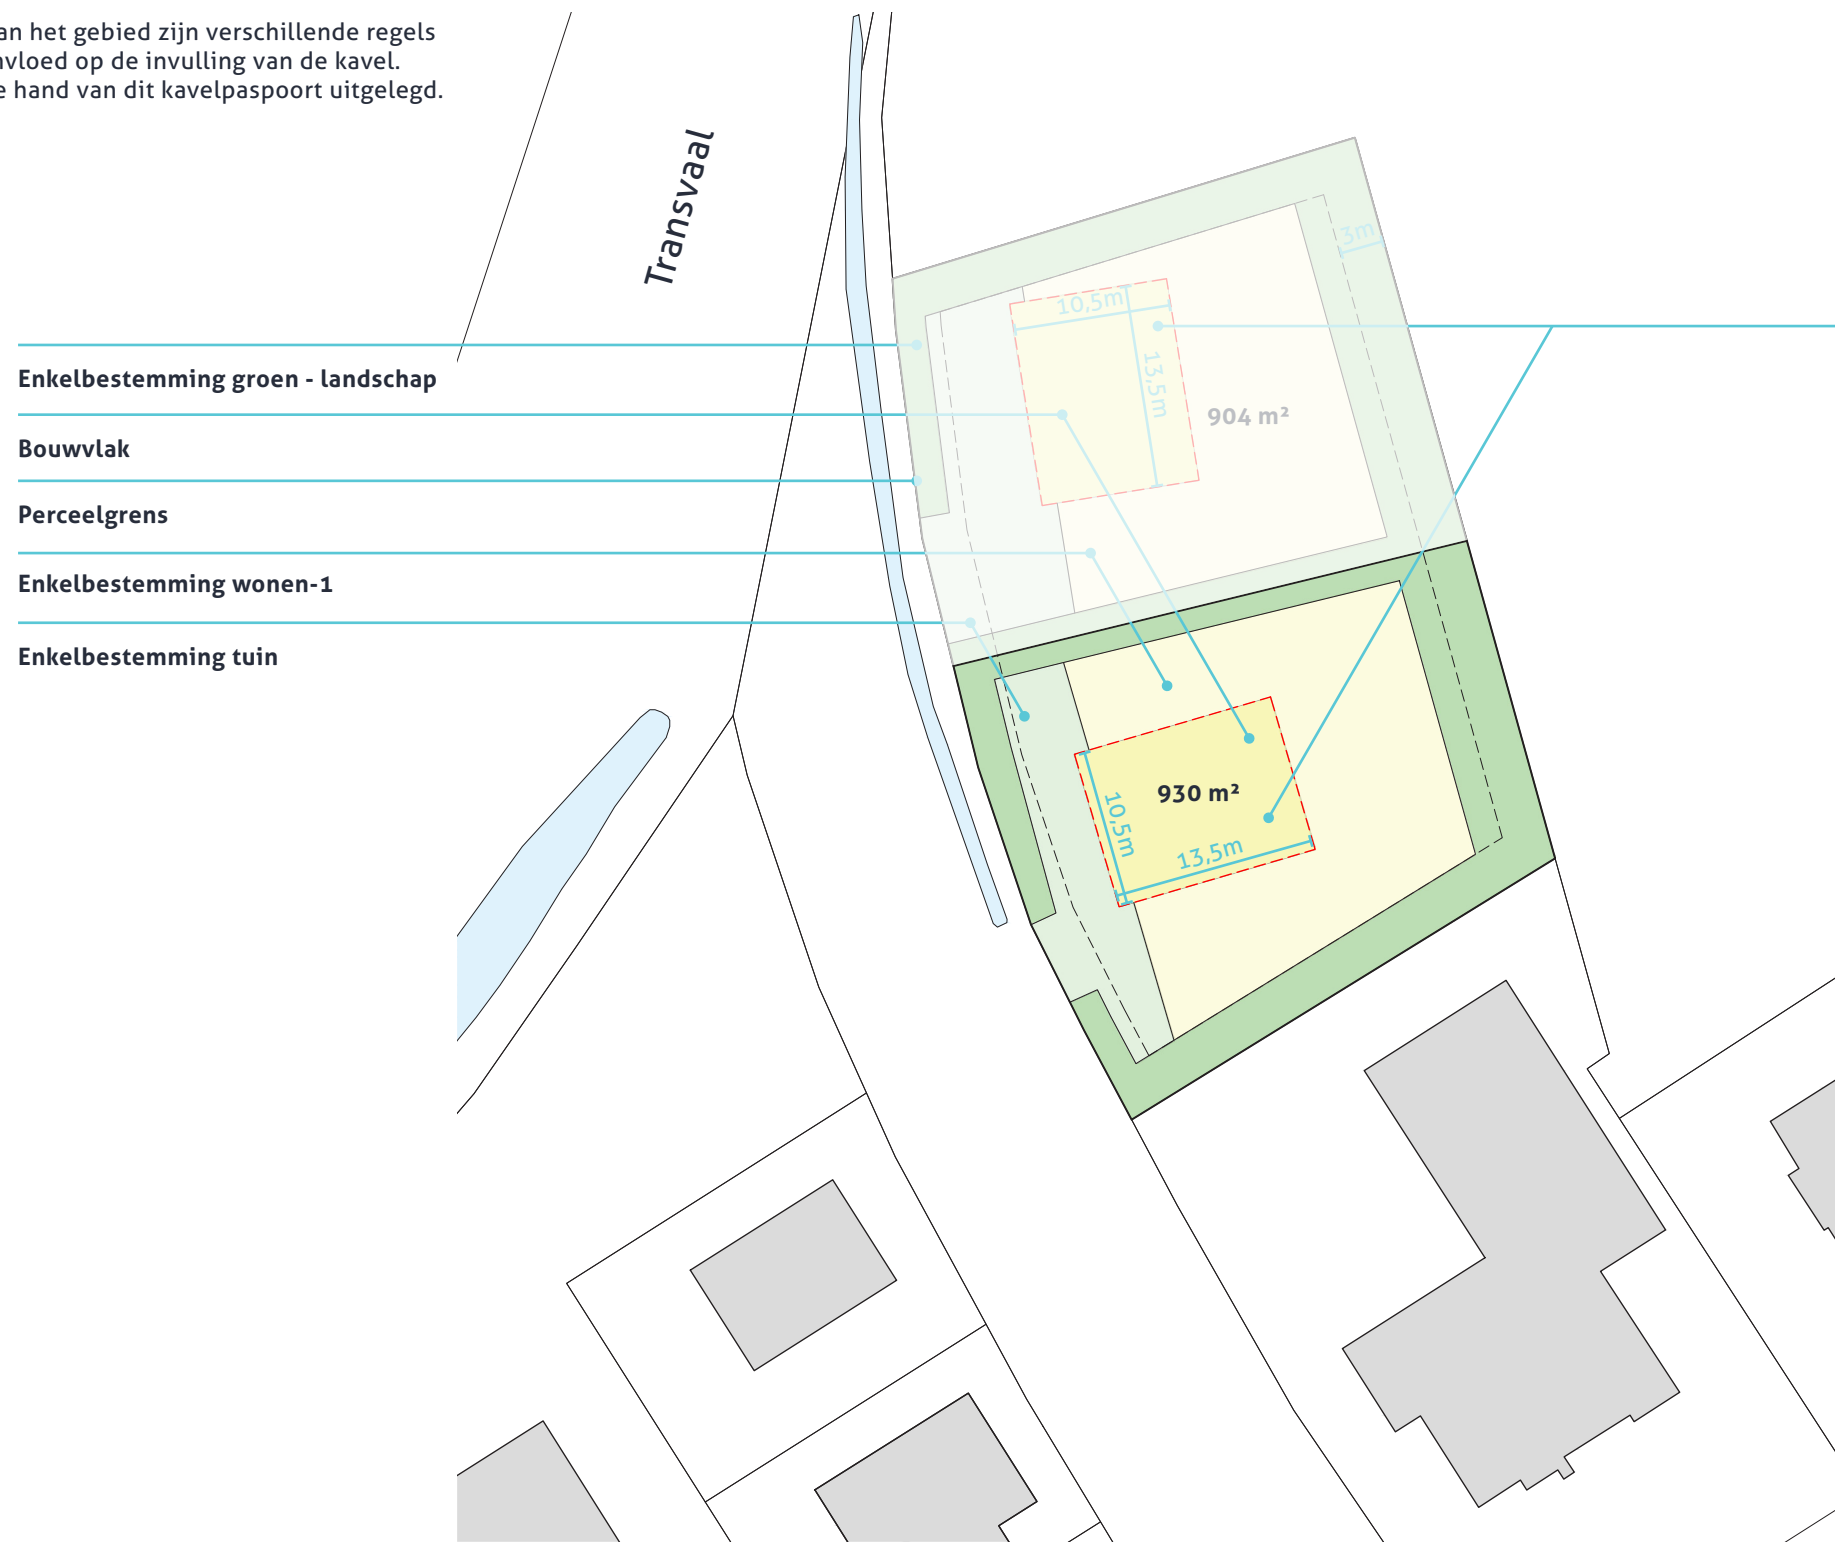 an het gebied zijn verschillende regels
nvloed op de invulling van de kavel.
e hand van dit kavelpaspoort uitgelegd.
Transvaal
3m
10,5m
13,5m
904 m²
Enkelbestemming groen - landschap
Bouwvlak
Perceelgrens
Enkelbestemming wonen-1
Enkelbestemming tuin
930 m²
10,5m
13,5m